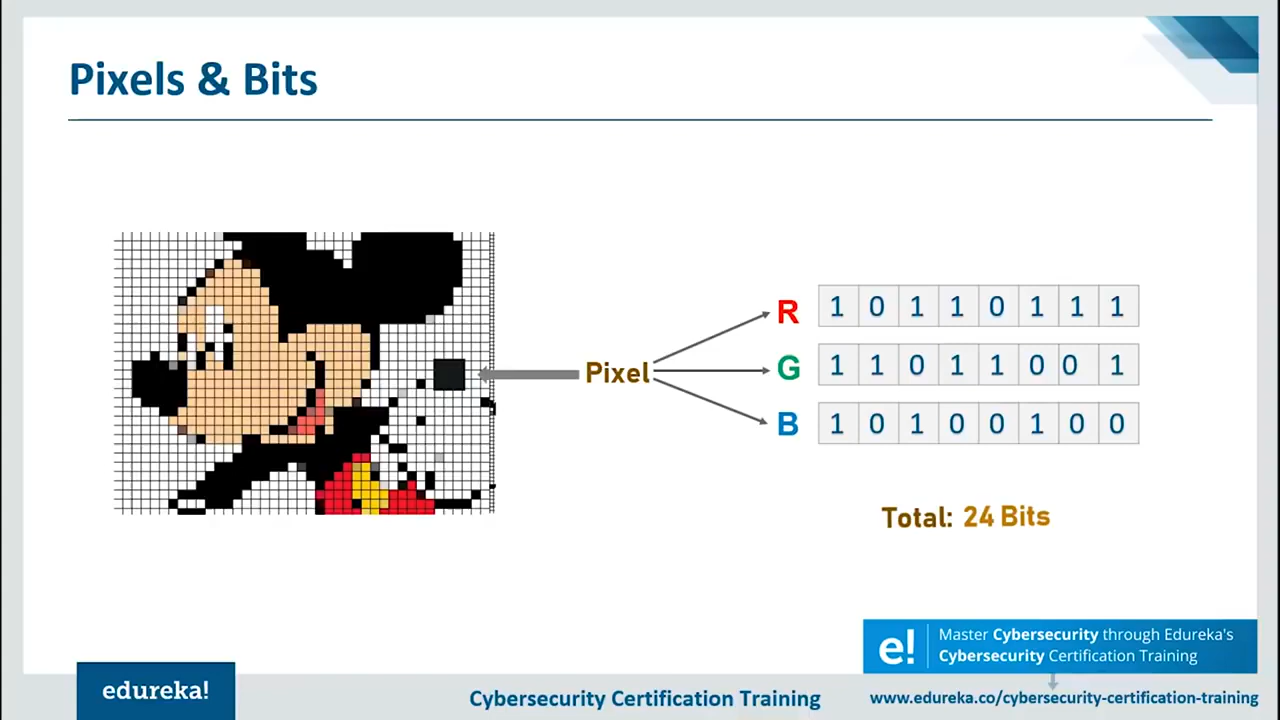 Pixels & Bits
R 1 0 1 1 0 1 1 1
Pixel
G 1 1 0 1 1 0 0 1
B 1 0 1 0 0 1 0 0
Total: 24 Bits
e! Master Cybersecurity through Edureka's
Cybersecurity Certification Training
edureka!
Cybersecurity Certification Training
www.edureka.co/cybersecurity-certification-training